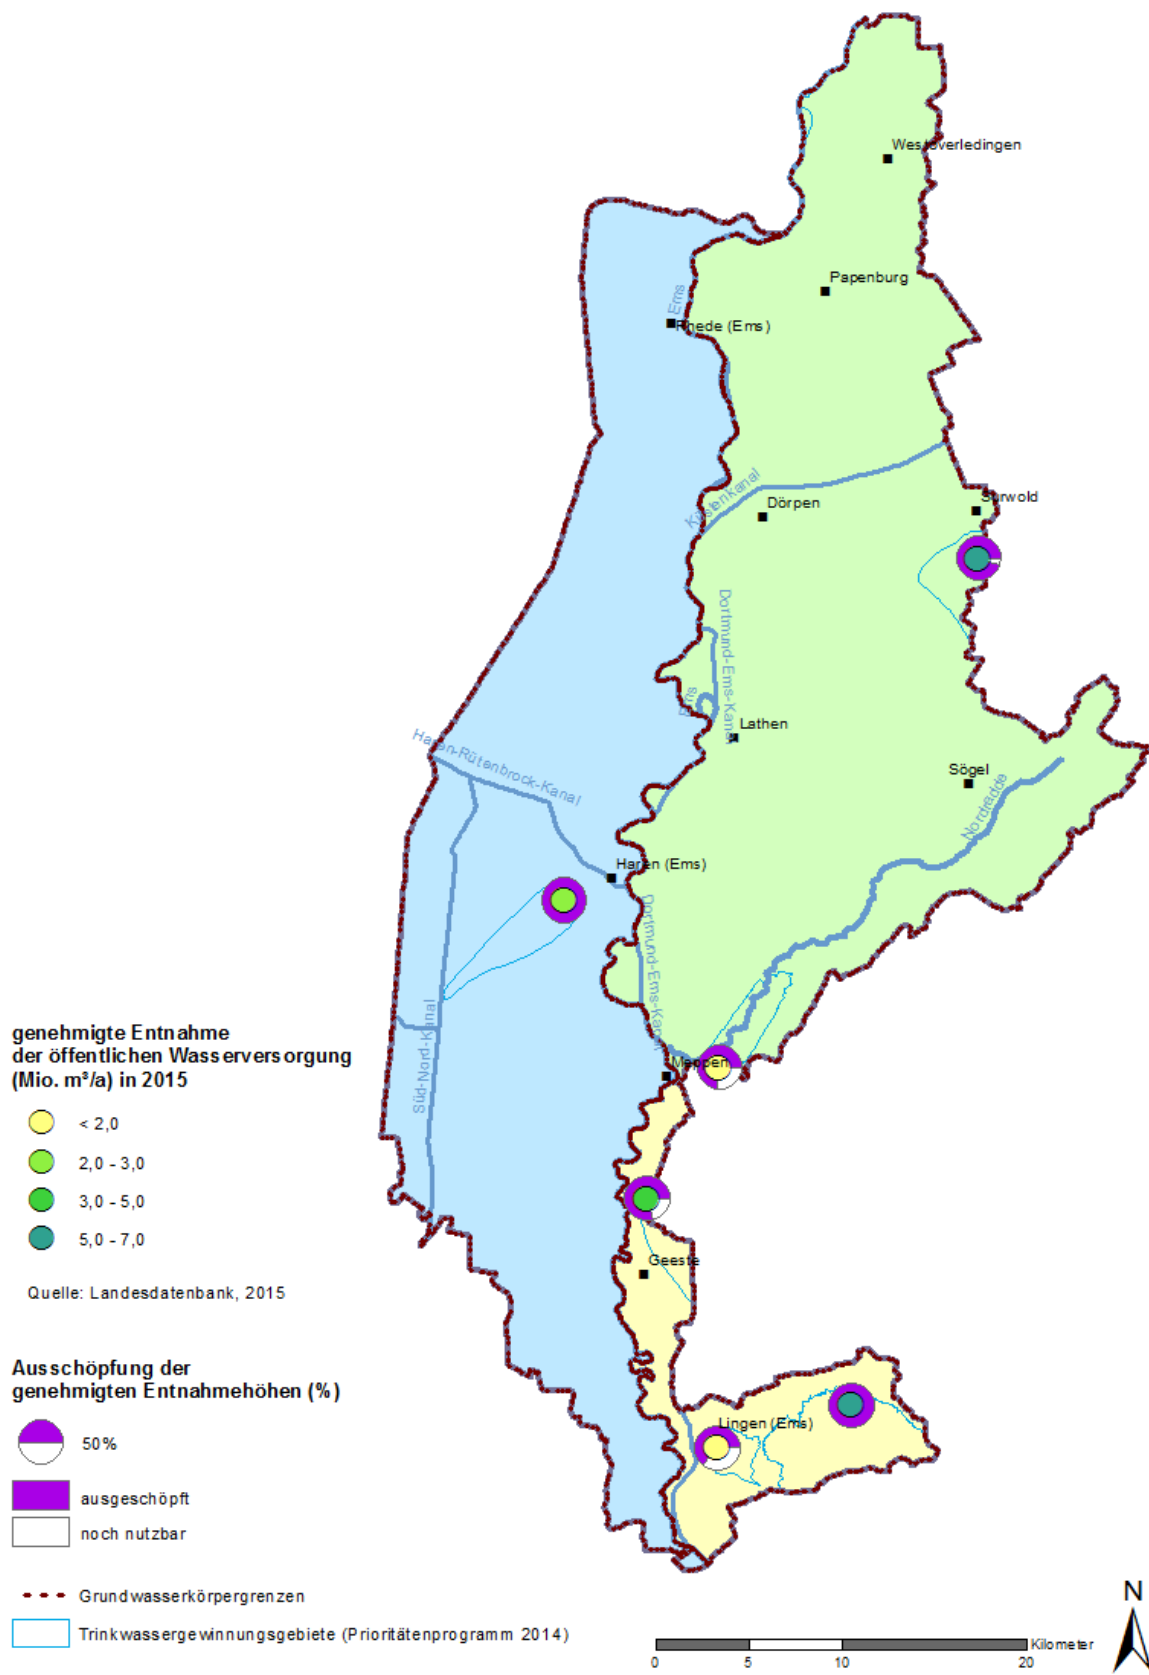 Westoverledingen
Papenburg
Ems
Rhede (Ems)
Surwold
Küstenkanal
Dörpen
Dortmund-Ems-Kanal
Ems
Lathen
Haren-Rütenbrock-Kanal
Sögel
Nordradde
Haren (Ems)
Dortmund-Ems-Kanal
Süd-Nord-Kanal
Meppen
Geeste
Lingen (Ems)
genehmigte Entnahme
der öffentlichen Wasserversorgung
(Mio. m³/a) in 2015
< 2,0
2,0 - 3,0
3,0 - 5,0
5,0 - 7,0
Quelle: Landesdatenbank, 2015
Ausschöpfung der
genehmigten Entnahmehöhen (%)
50%
ausgeschöpft
noch nutzbar
Grundwasserkörpergrenzen
Trinkwassergewinnungsgebiete (Prioritätenprogramm 2014)
N
Kilometer
0 5 10 20